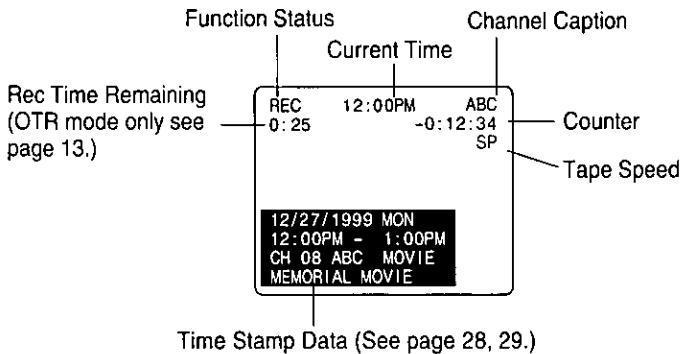 Function Status
Channel Caption
Current Time
Rec Time Remaining
(OTR mode only see
page 13.)
REC 12:00PM ABC
0:25 -0:12:34
SP
Counter
Tape Speed
12/27/1999 MON
12:00PM - 1:00PM
CH 08 ABC MOVIE
MEMORIAL MOVIE
Time Stamp Data (See page 28, 29.)